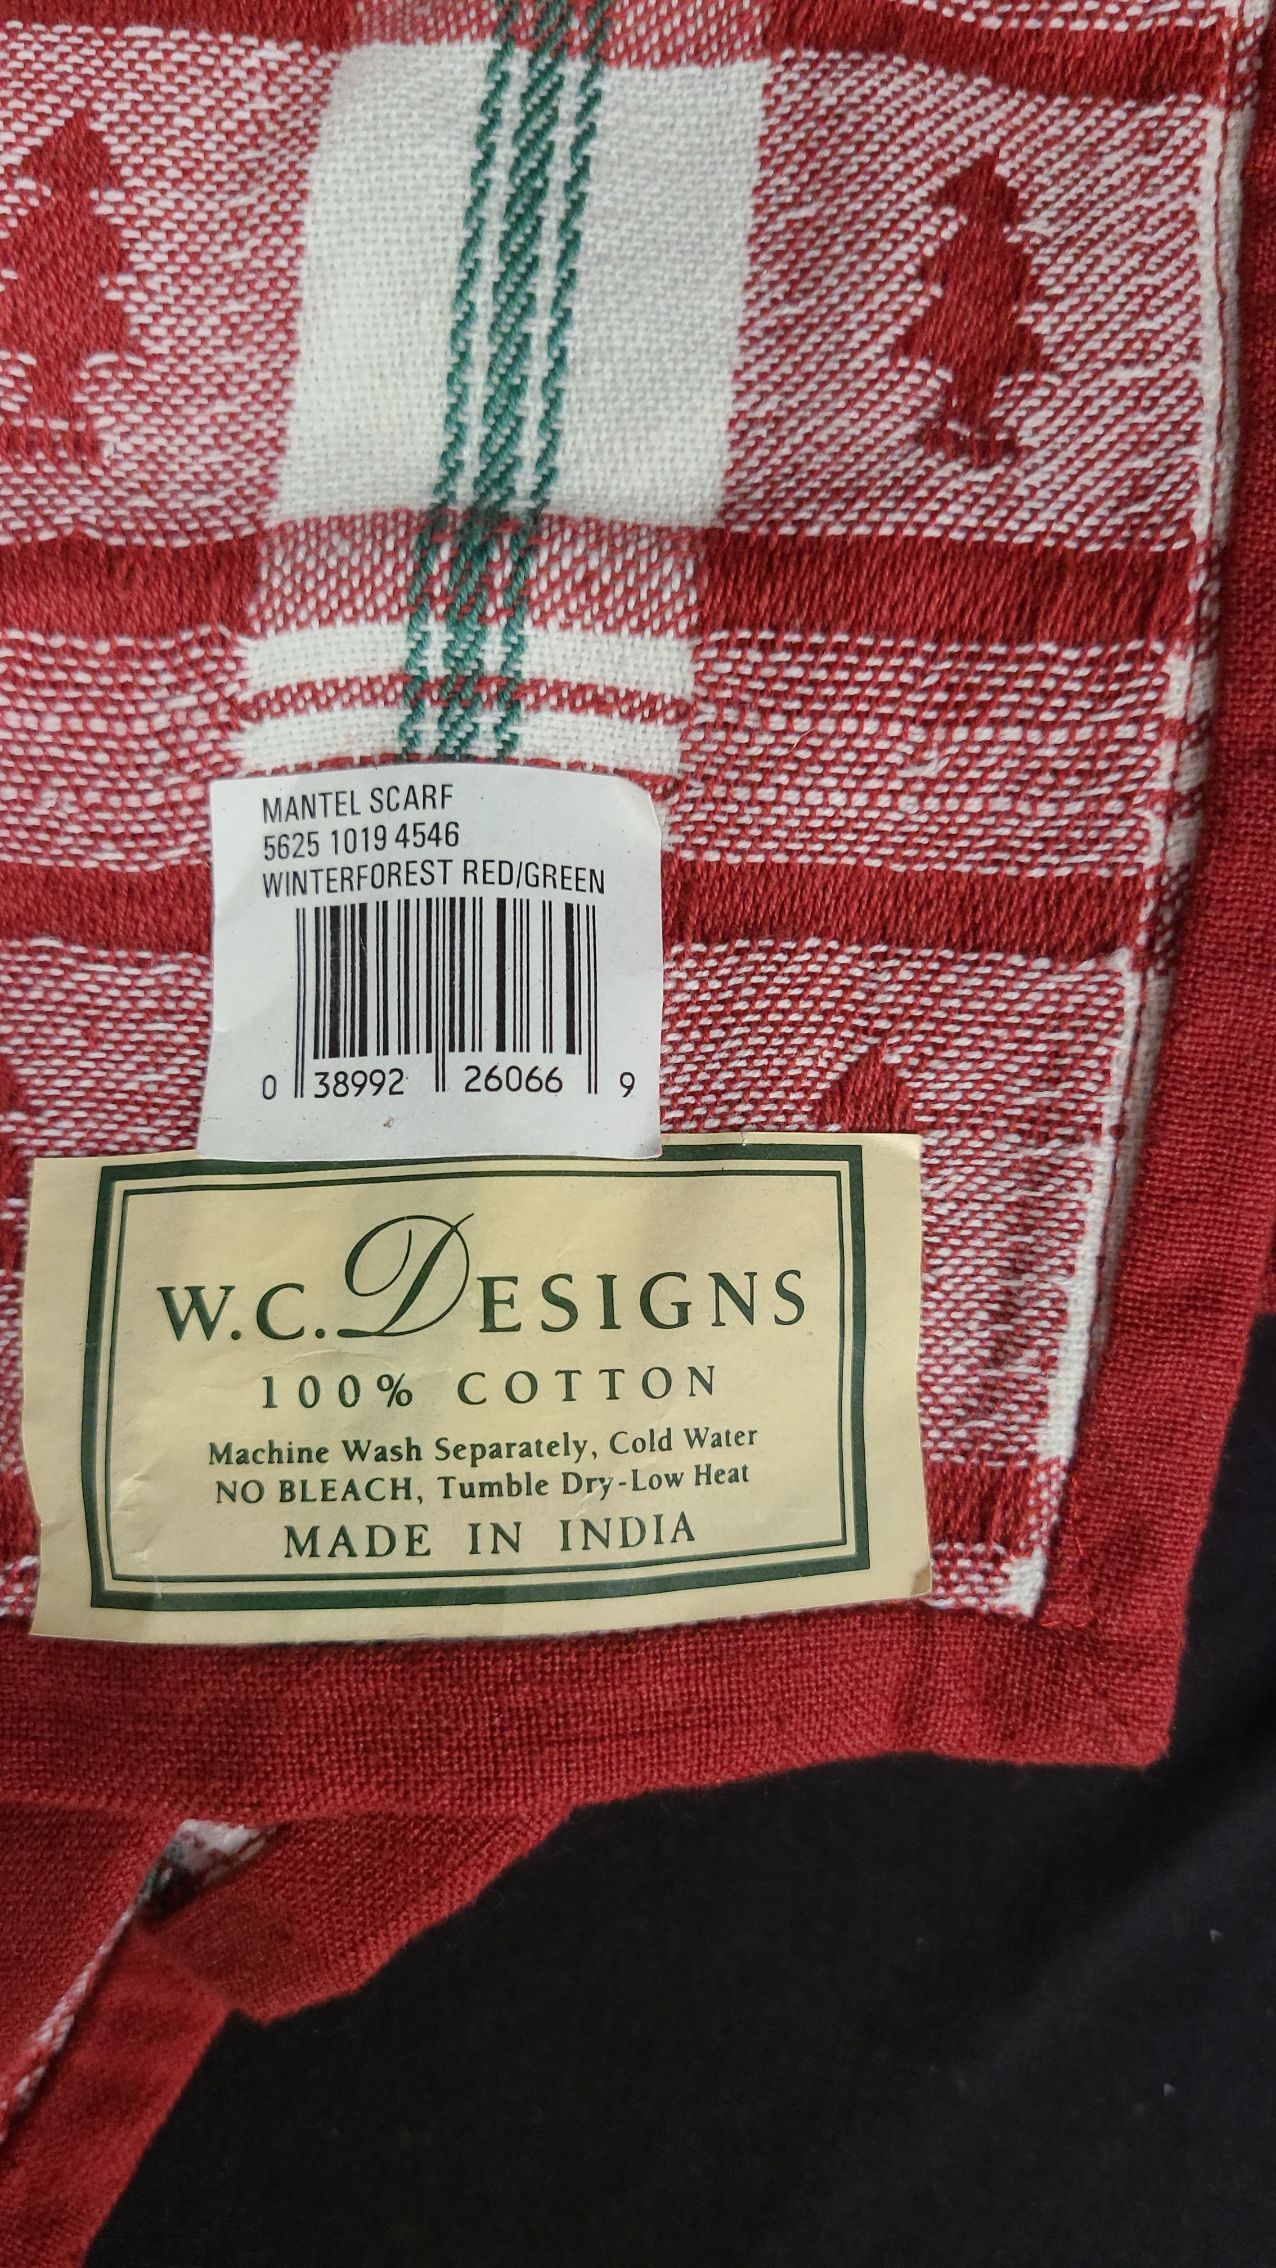 MANTEL SCARF
5625 1019 4546
WINTERFOREST RED/GREEN
0 38992 26066 9
W.C. DESIGNS
100% COTTON
Machine Wash Separately, Cold Water
NO BLEACH, Tumble Dry-Low Heat
MADE IN INDIA